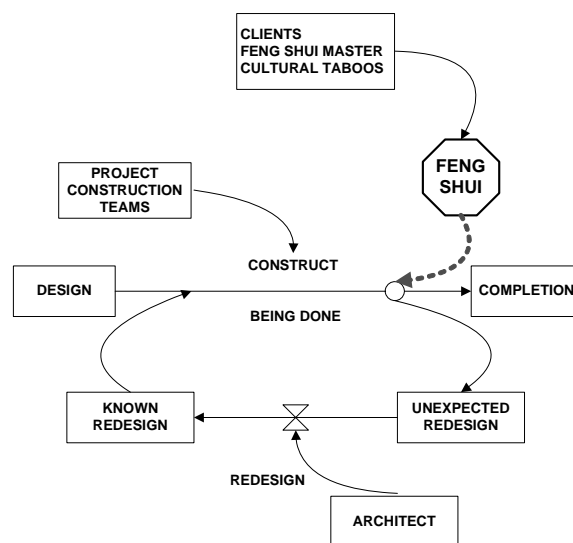 CLIENTS
FENG SHUI MASTER
CULTURAL TABOOS
FENG
SHUI
PROJECT
CONSTRUCTION
TEAMS
CONSTRUCT
DESIGN
COMPLETION
BEING DONE
KNOWN
REDESIGN
UNEXPECTED
REDESIGN
REDESIGN
ARCHITECT